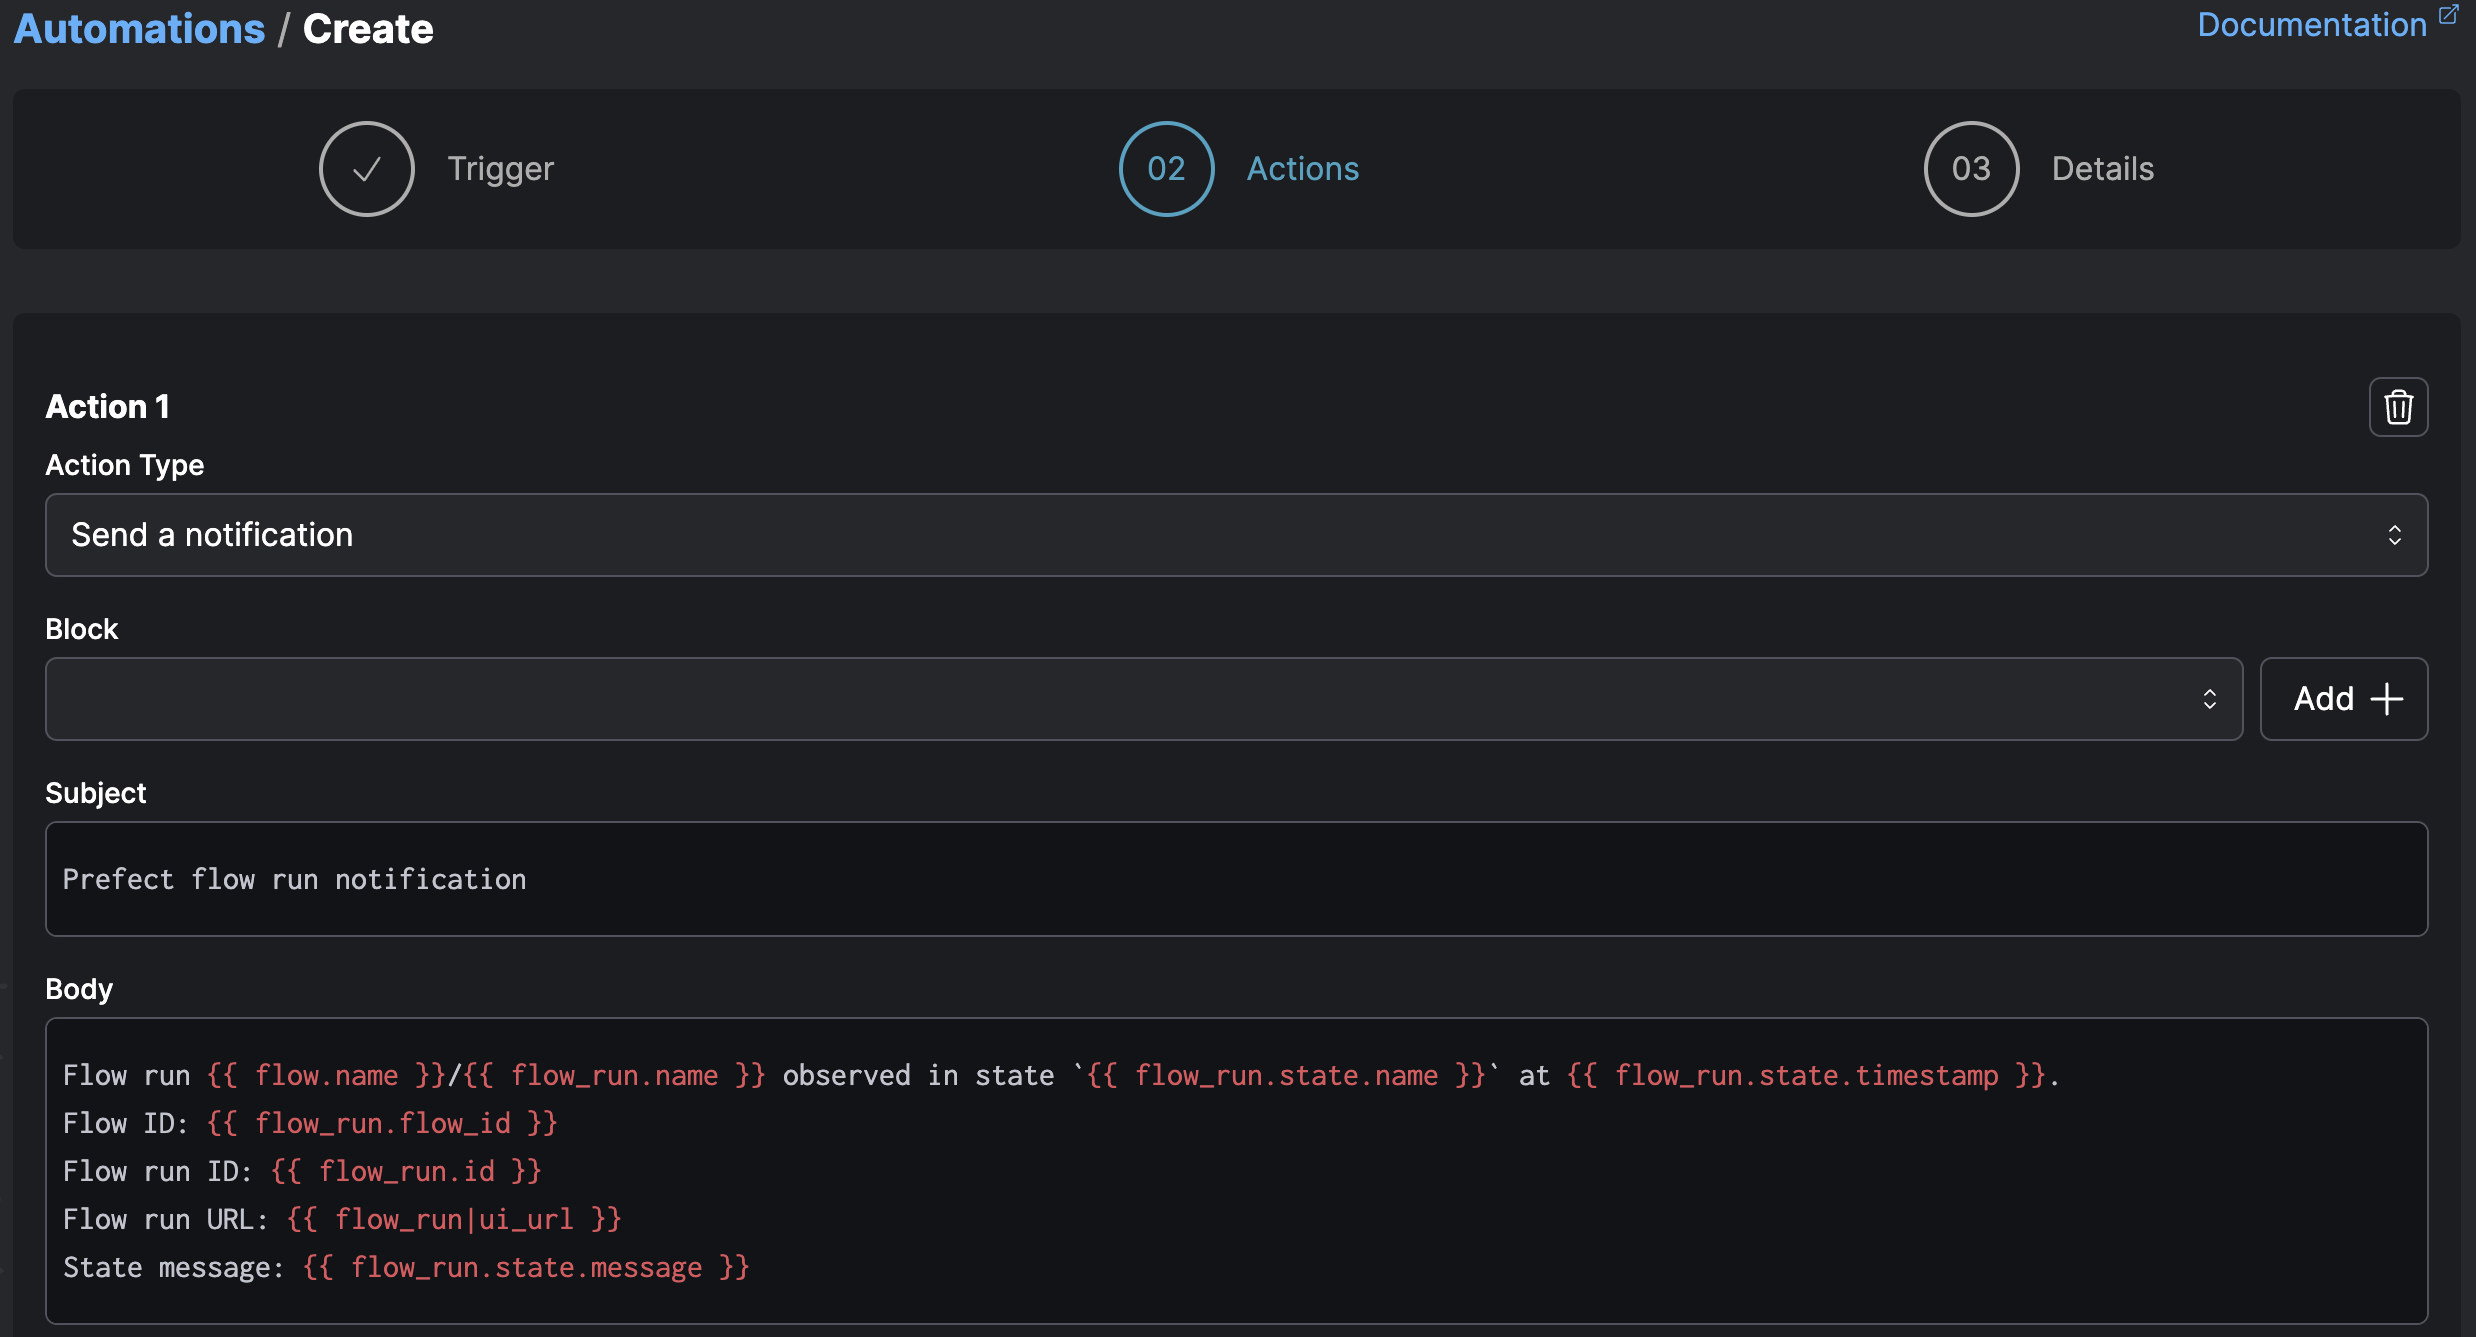 Automations / Create
Documentation
Trigger
02 Actions
03 Details
Action 1
Action Type
Send a notification
Block
Add
Subject
Prefect flow run notification
Body
Flow run {{ flow.name }}/{{ flow_run.name }} observed in state `{{ flow_run.state.name }}` at {{ flow_run.state.timestamp }}.
Flow ID: {{ flow_run.flow_id }}
Flow run ID: {{ flow_run.id }}
Flow run URL: {{ flow_run|ui_url }}
State message: {{ flow_run.state.message }}